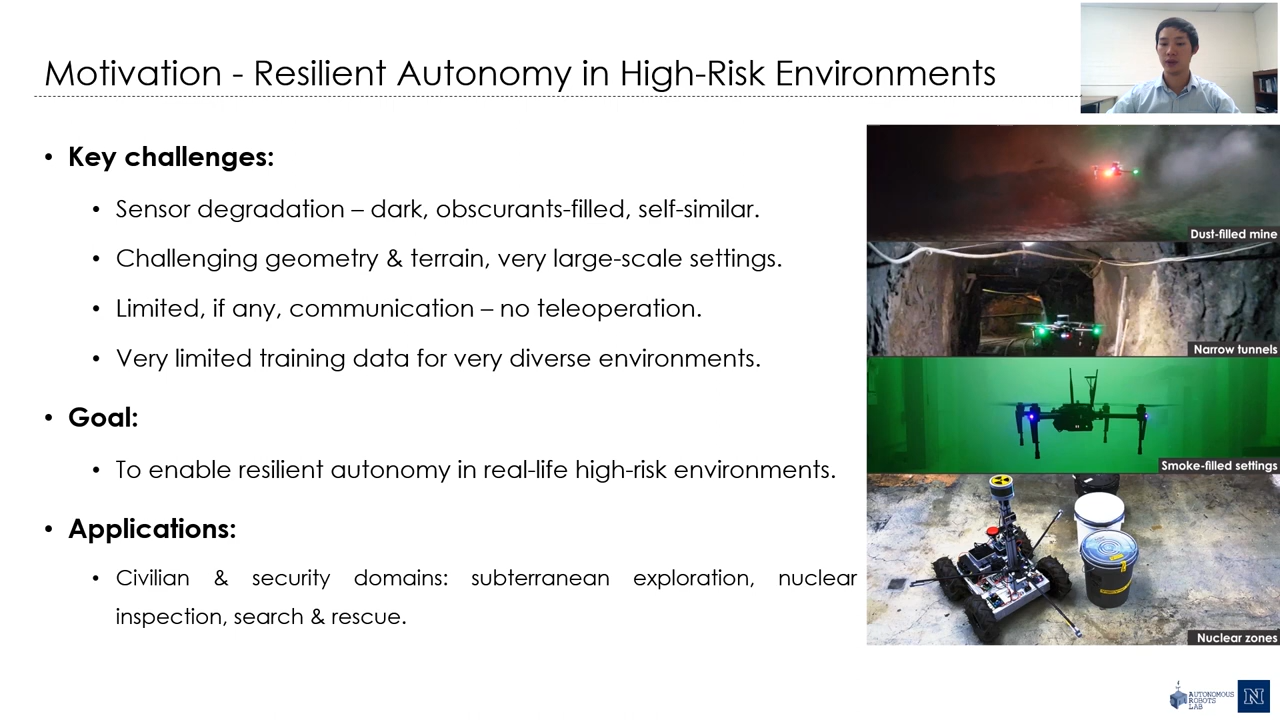 Motivation - Resilient Autonomy in High-Risk Environments
• Key challenges:
• Sensor degradation – dark, obscurants-filled, self-similar.
• Challenging geometry & terrain, very large-scale settings.
• Limited, if any, communication – no teleoperation.
• Very limited training data for very diverse environments.
• Goal:
• To enable resilient autonomy in real-life high-risk environments.
• Applications:
• Civilian & security domains: subterranean exploration, nuclear
inspection, search & rescue.
Dust-filled mine
Narrow tunnels
Smoke-filled settings
Nuclear zones
AUTONOMOUS
ROBOTS
LAB
N